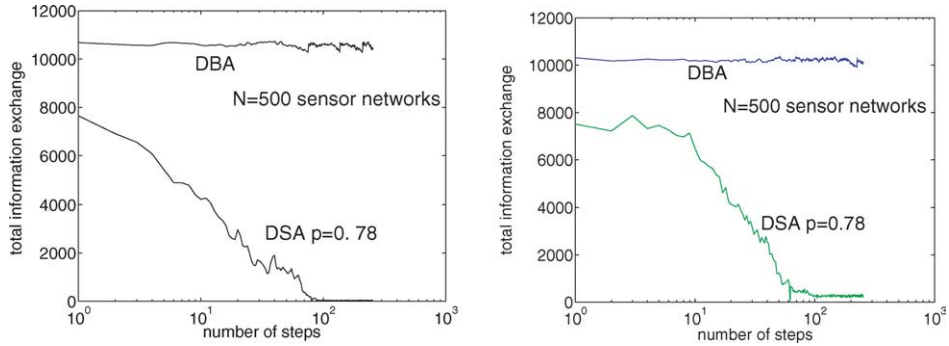 12000
10000
8000
6000
4000
2000
0
total information exchange
DBA
N=500 sensor networks
DSA p=0. 78
10^0
10^1
10^2
10^3
number of steps
12000
10000
8000
6000
4000
2000
0
total information exchange
DBA
N=500 sensor networks
DSA p=0.78
10^0
10^1
10^2
10^3
number of steps